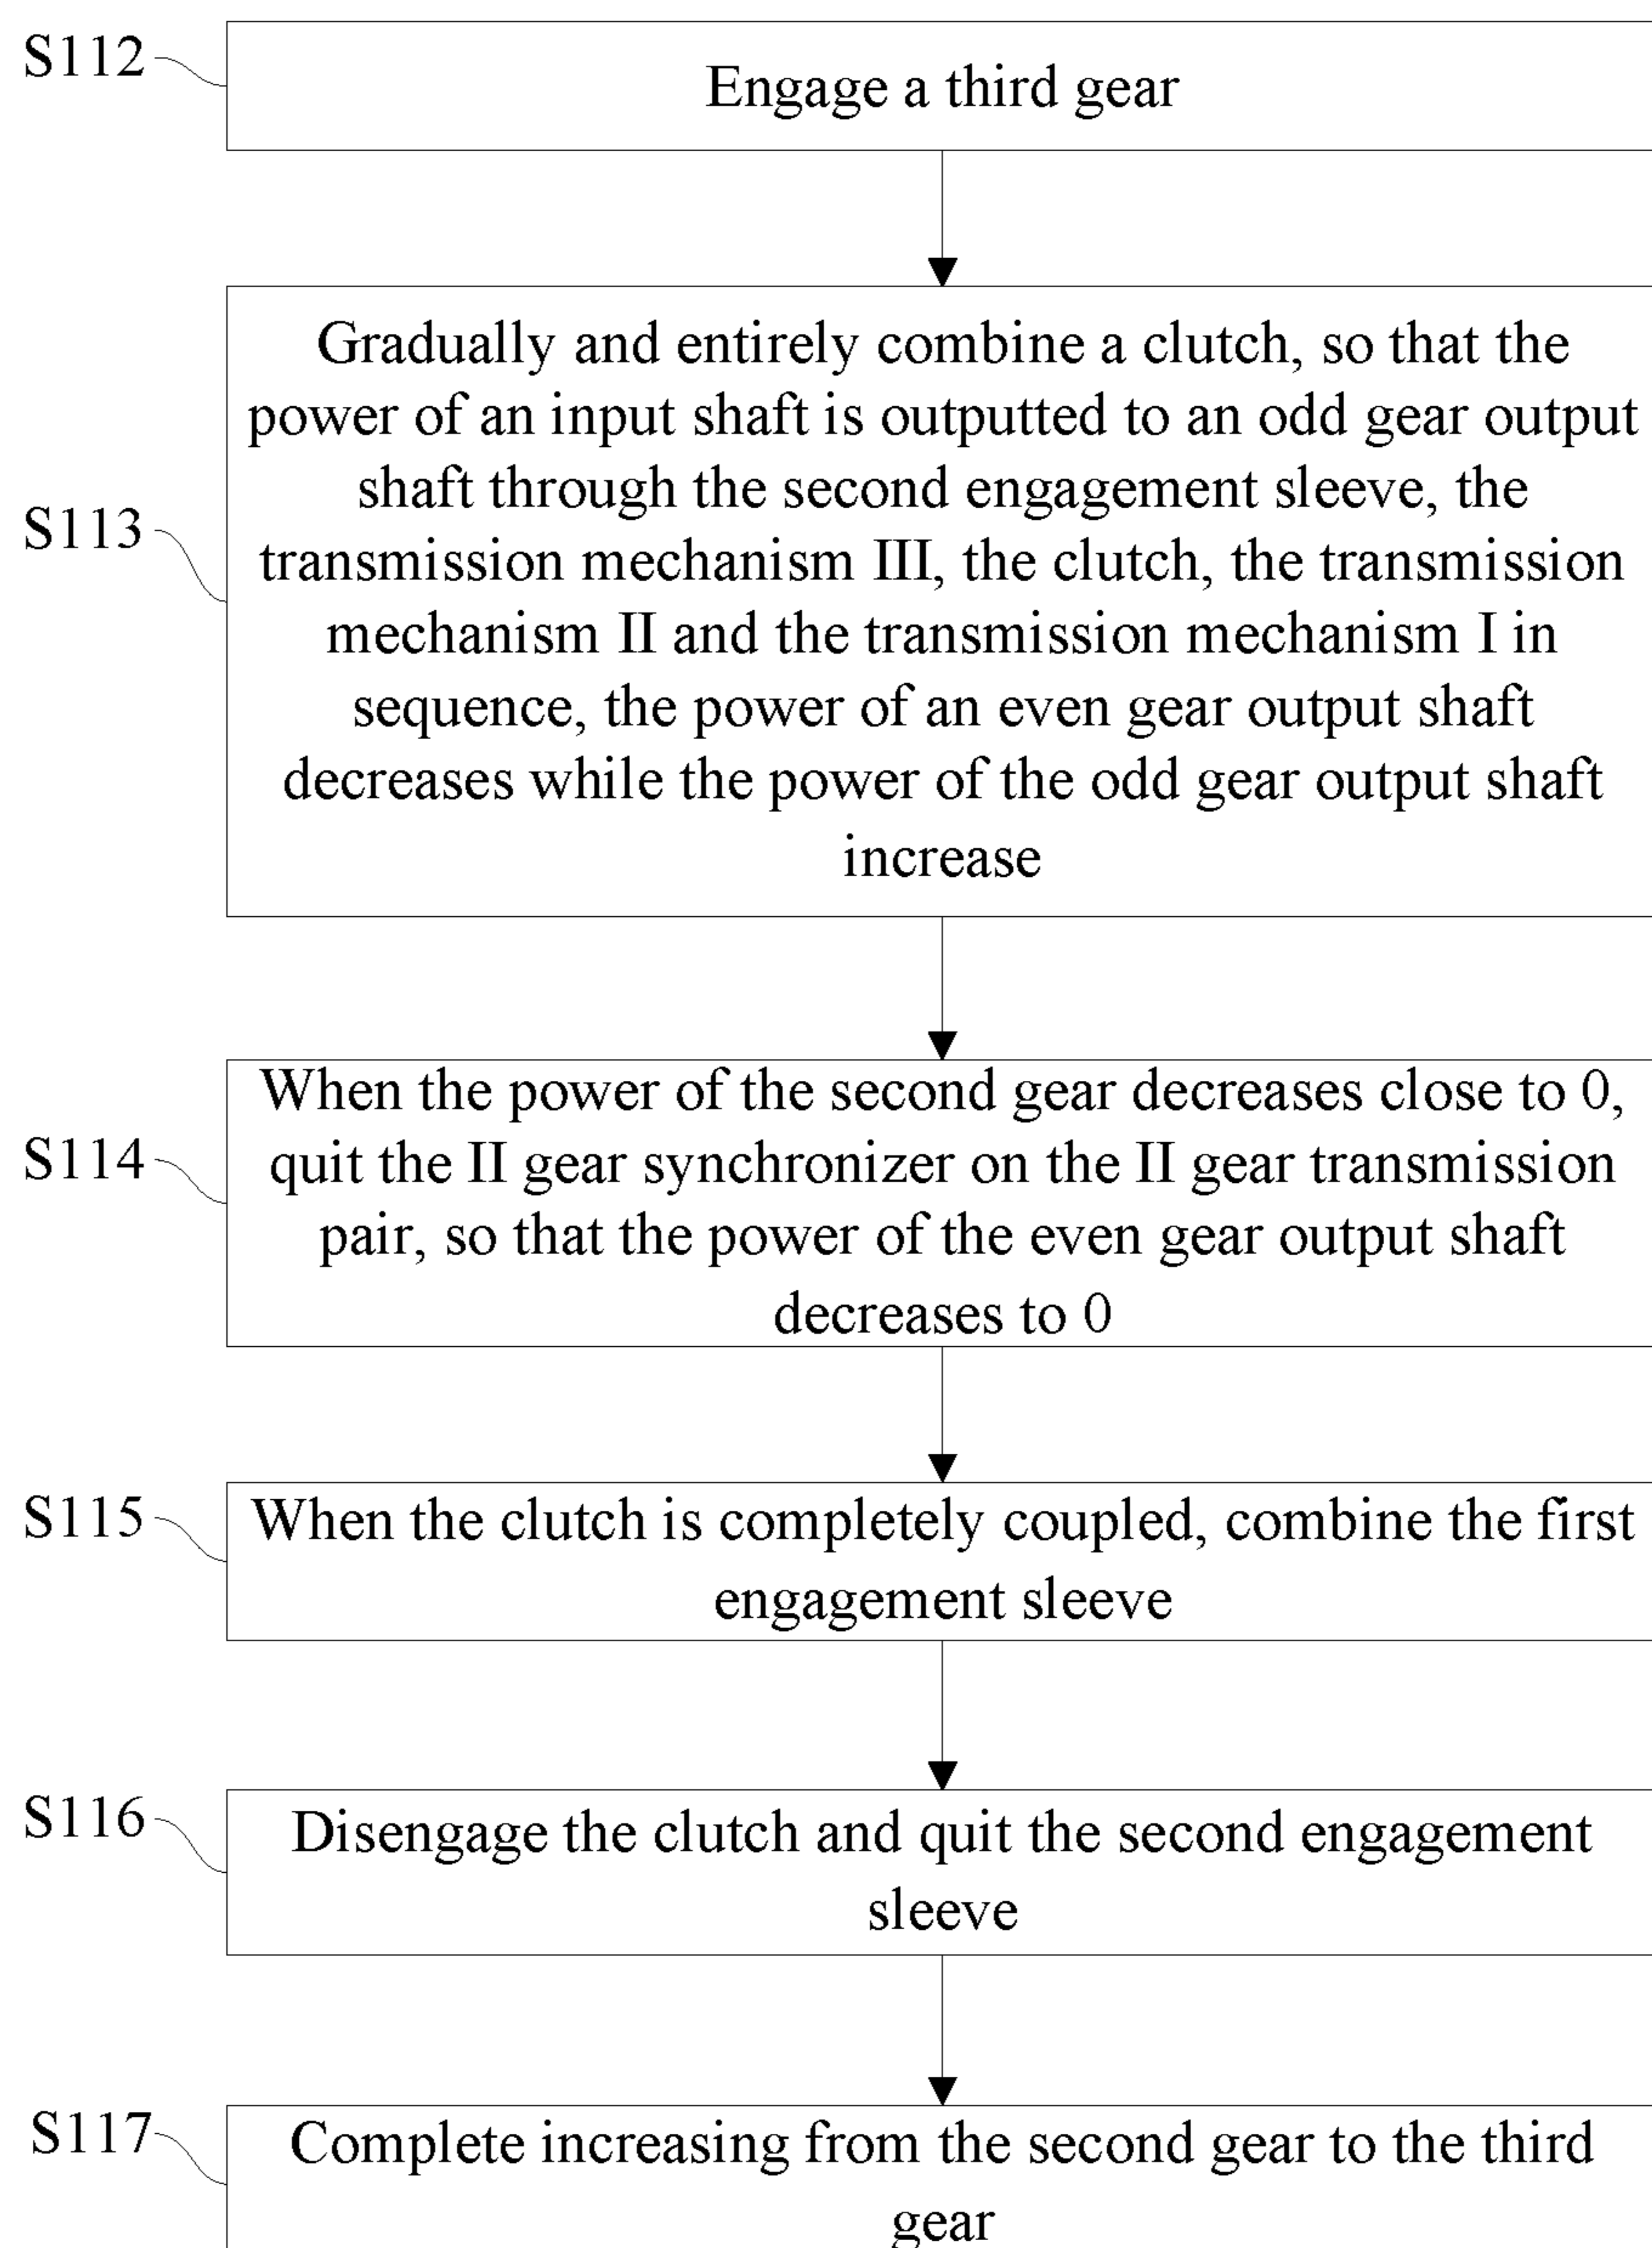 S112
Engage a third gear
S113
Gradually and entirely combine a clutch, so that the
power of an input shaft is outputted to an odd gear output
shaft through the second engagement sleeve, the
transmission mechanism III, the clutch, the transmission
mechanism II and the transmission mechanism I in
sequence, the power of an even gear output shaft
decreases while the power of the odd gear output shaft
increase
S114
When the power of the second gear decreases close to 0,
quit the II gear synchronizer on the II gear transmission
pair, so that the power of the even gear output shaft
decreases to 0
S115
When the clutch is completely coupled, combine the first
engagement sleeve
S116
Disengage the clutch and quit the second engagement
sleeve
S117
Complete increasing from the second gear to the third
gear